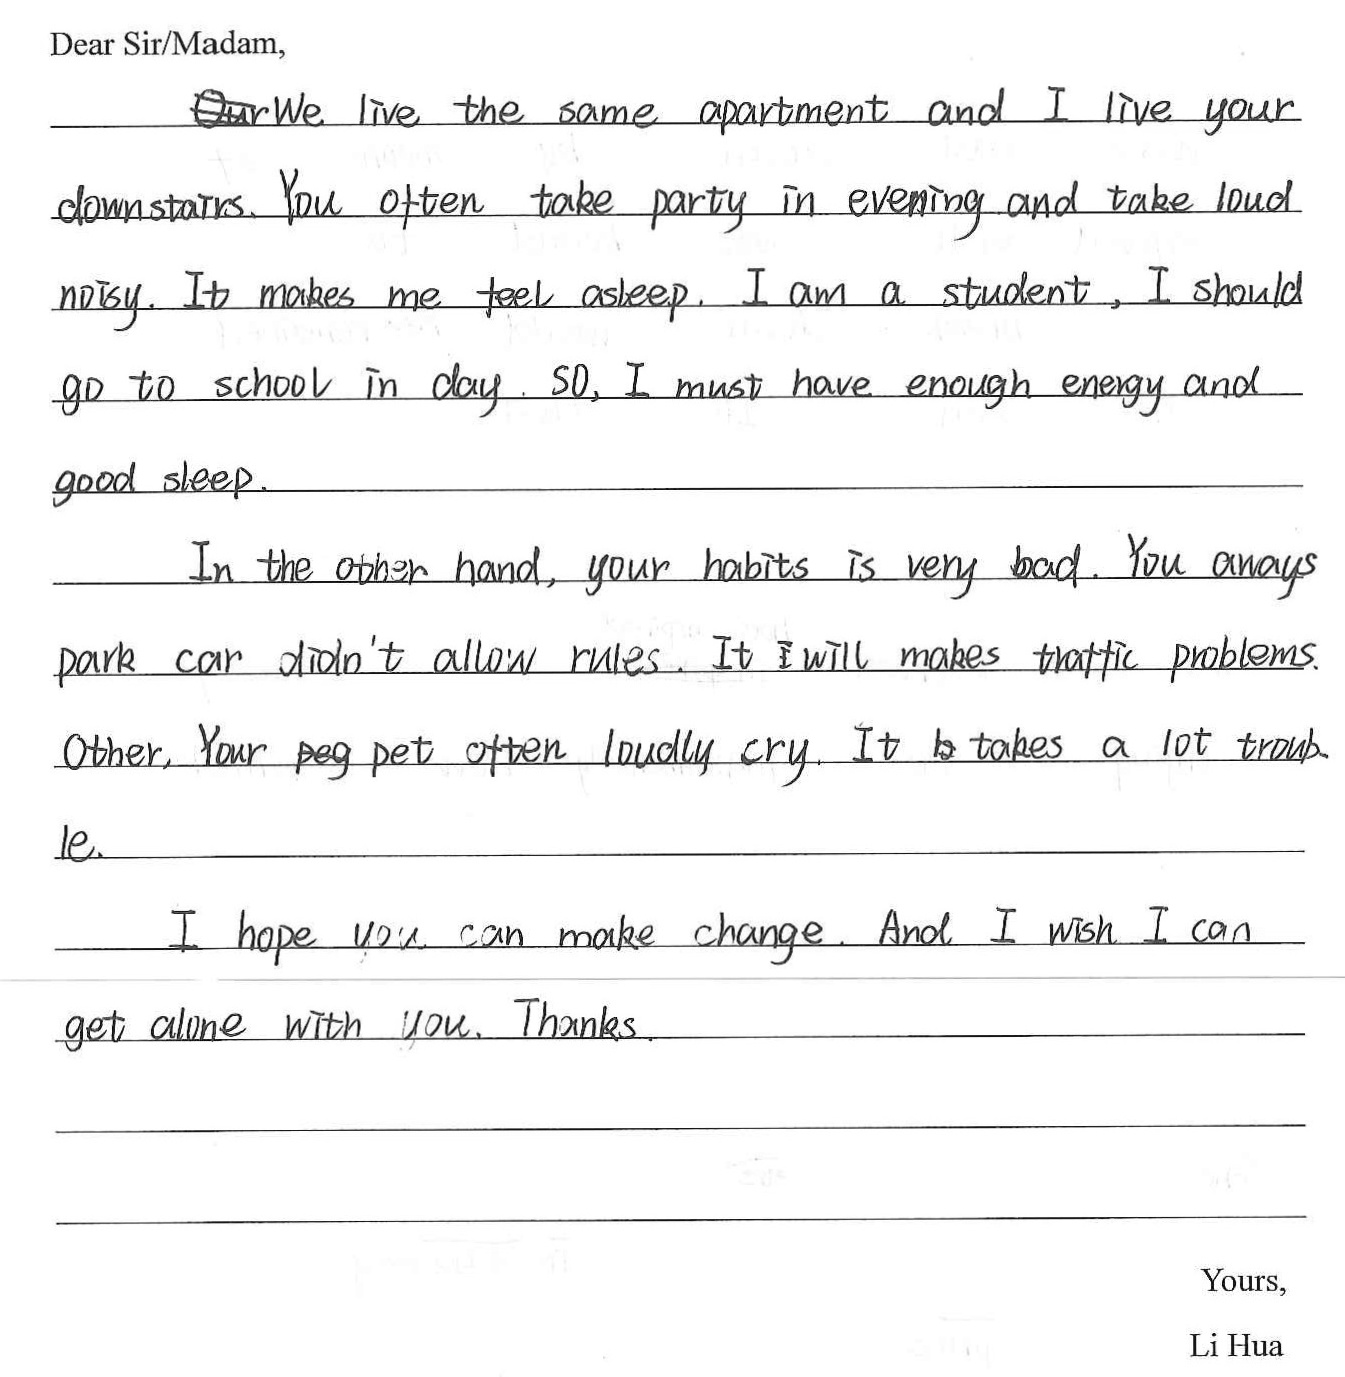 Dear Sir/Madam,
We live the same apartment and I live your
downstairs. You often take party in evening and take loud
noisy. It makes me feel asleep. I am a student, I should
go to school in day. SO, I must have enough energy and
good sleep.
In the other hand, your habits is very bad. You aways
park car didn't allow rules. It will makes traffic problems.
Other, Your pet often loudly cry. It takes a lot troub-
le.
I hope you can make change. And I wish I can
get alone with you. Thanks.
Yours,
Li Hua